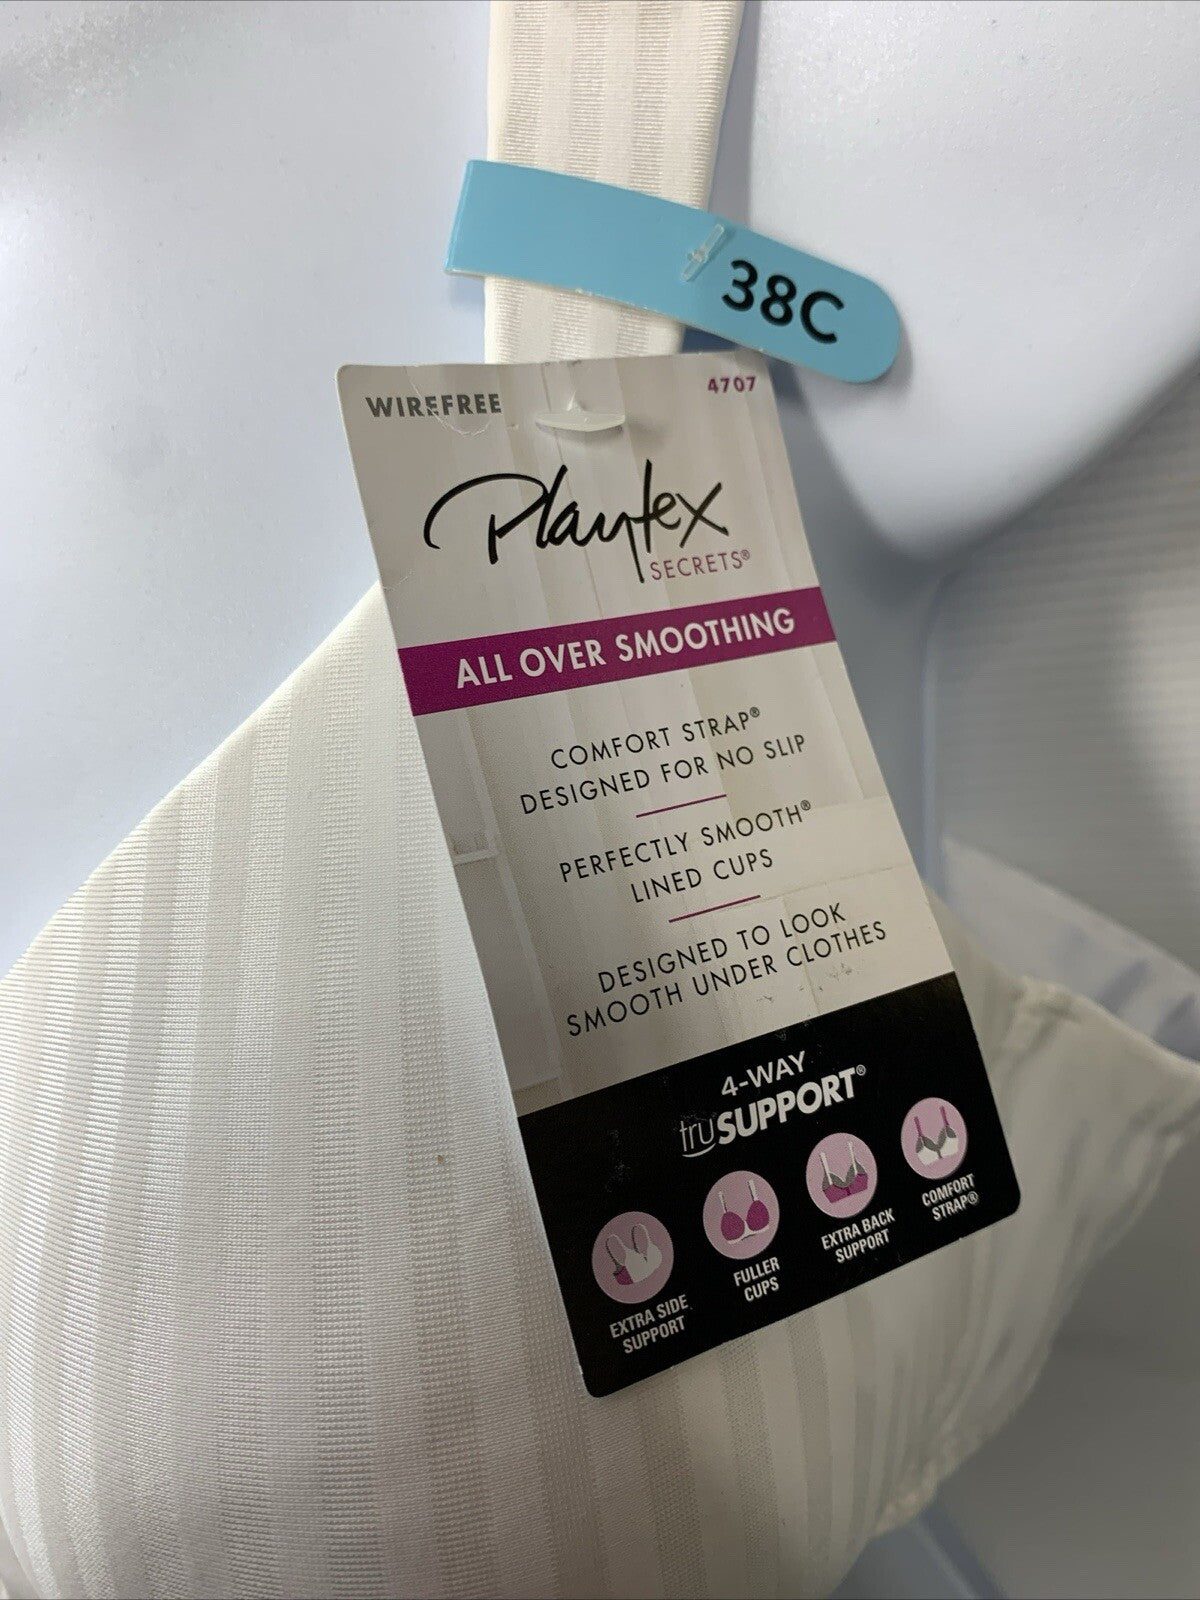 38C
WIREFREE
4707
Playtex
SECRETS®
ALL OVER SMOOTHING
COMFORT STRAP®
DESIGNED FOR NO SLIP
PERFECTLY SMOOTH®
LINED CUPS
DESIGNED TO LOOK
SMOOTH UNDER CLOTHES
4-WAY
truSUPPORT®
EXTRA SIDE
SUPPORT
FULLER
CUPS
EXTRA BACK
SUPPORT
COMFORT
STRAP®